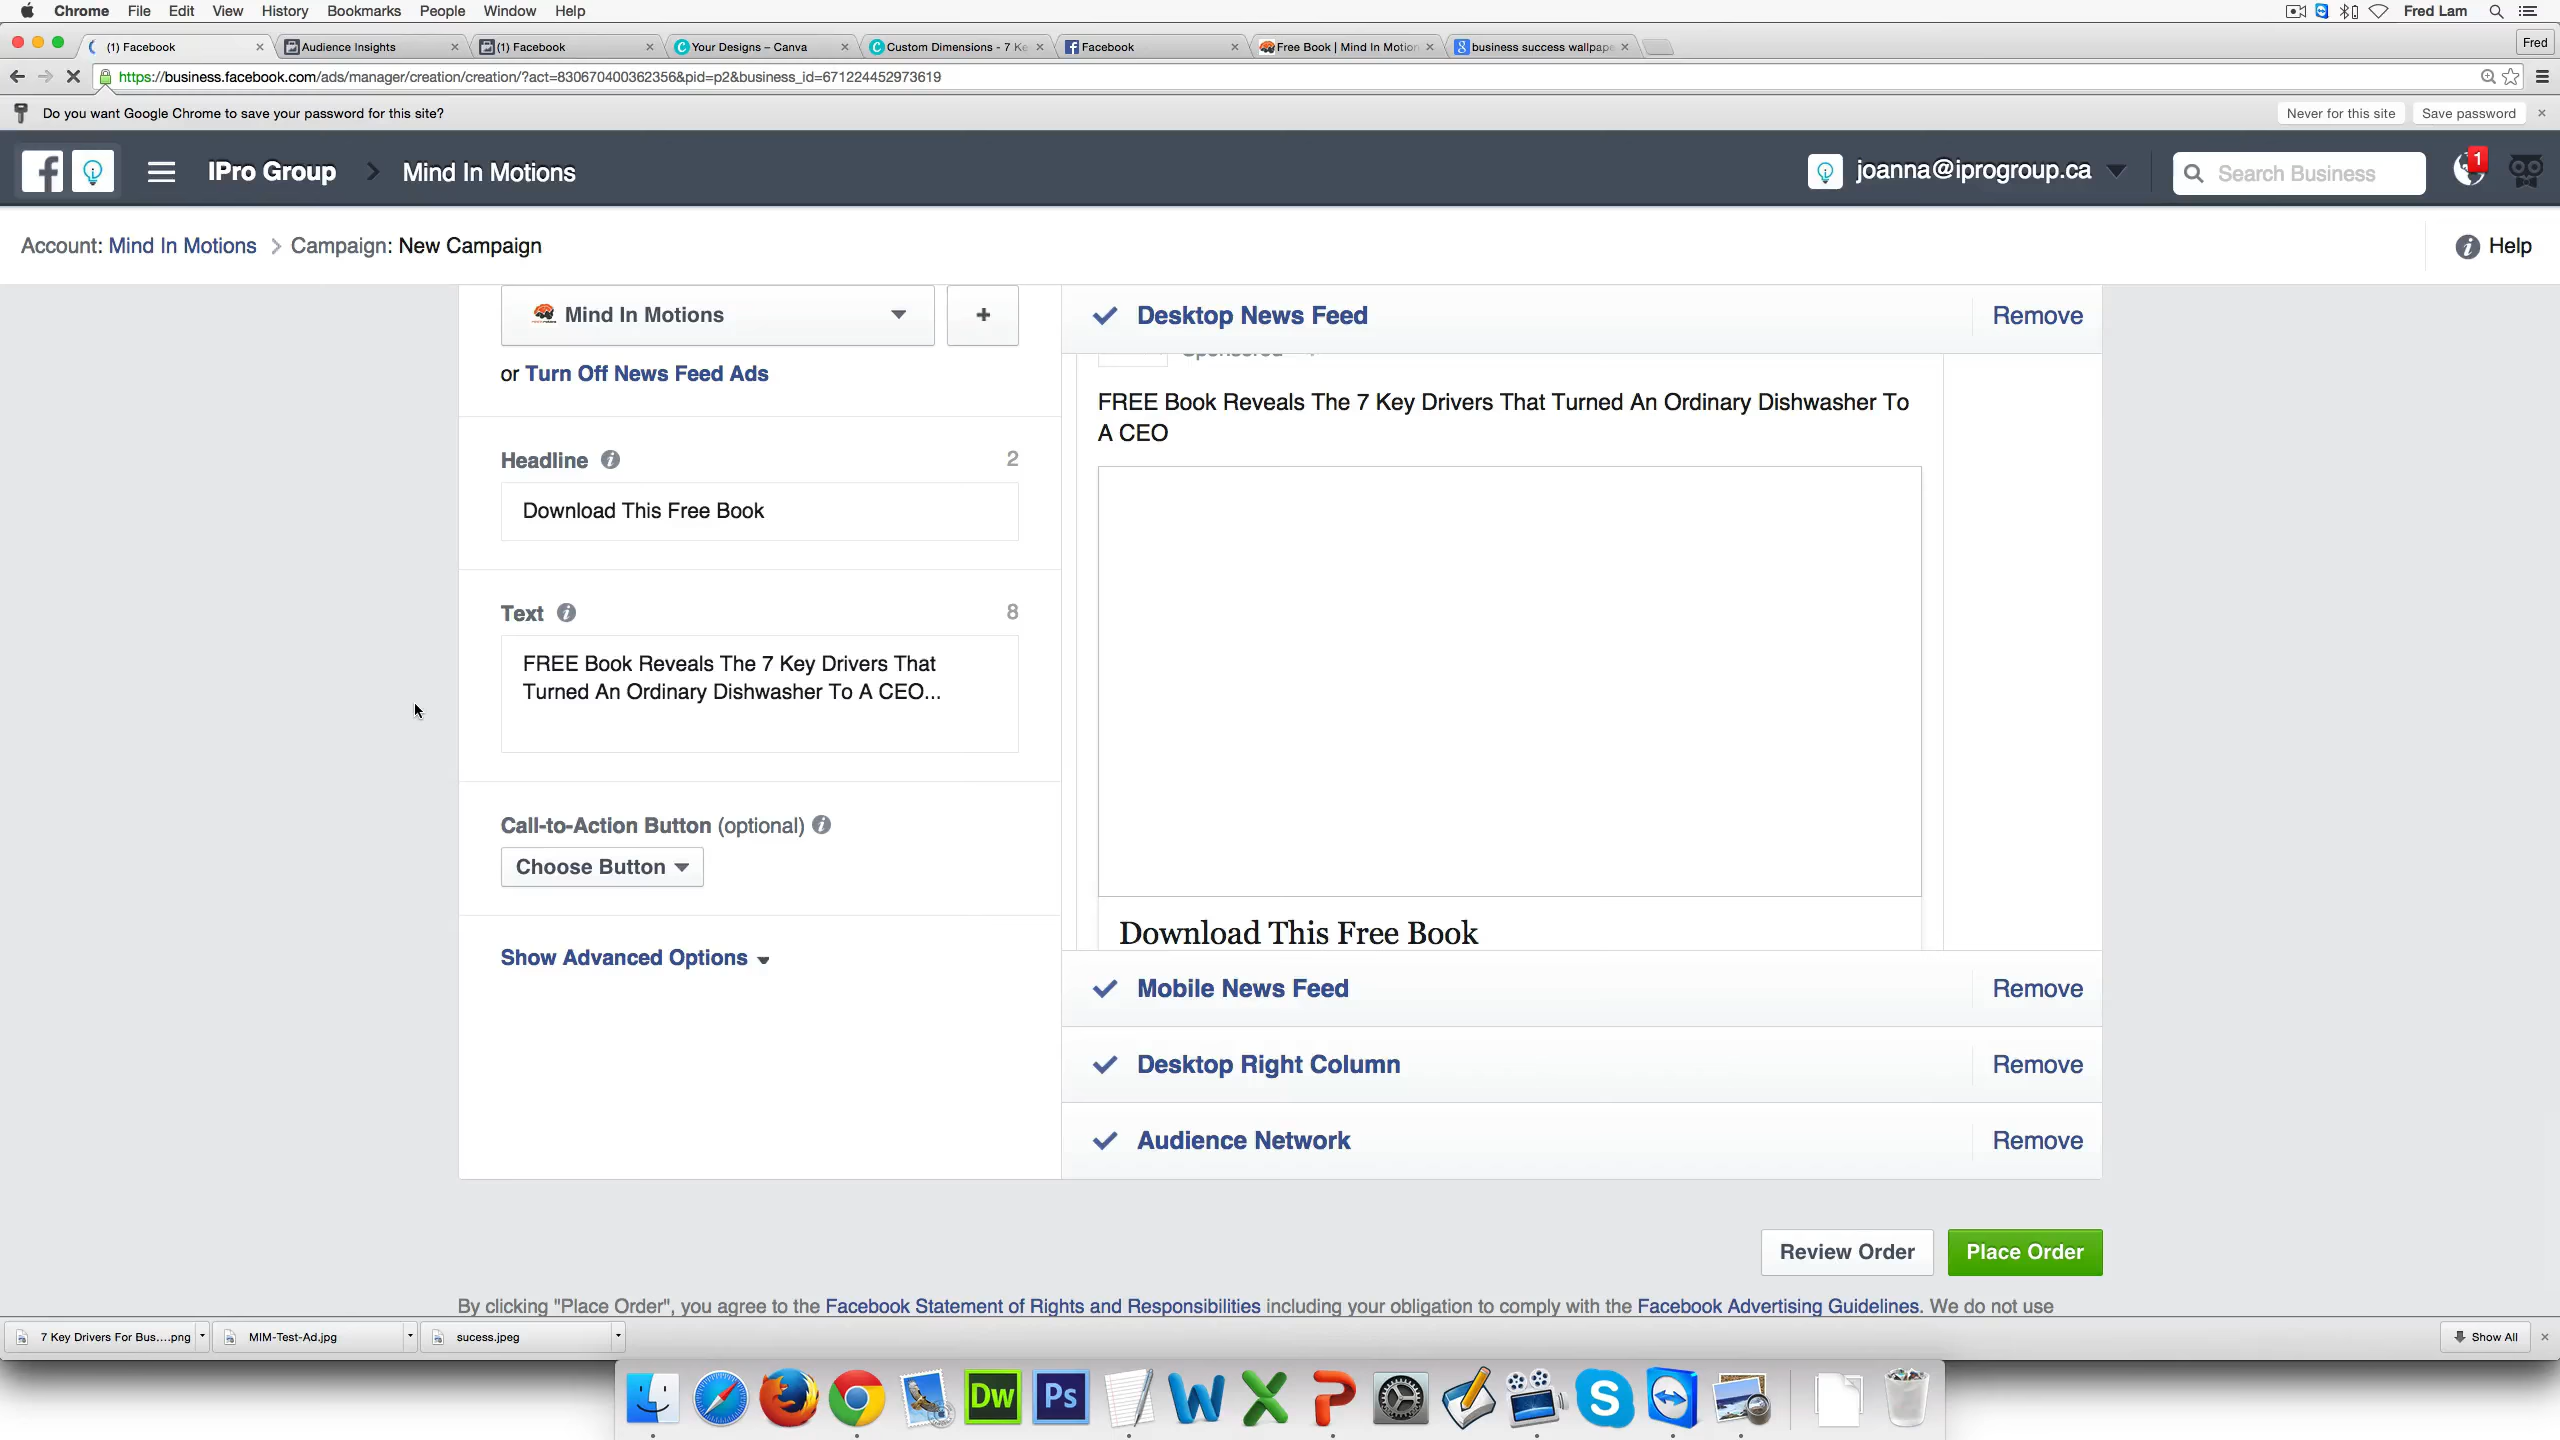 Chrome File Edit View History Bookmarks People Window Help Fred Lam
(1) Facebook Audience Insights (1) Facebook Your Designs – Canva Custom Dimensions - 7 Ke Facebook Free Book | Mind In Motion business success wallpape Fred
https://business.facebook.com/ads/manager/creation/creation/?act=830670400362356&pid=p2&business_id=671224452973619
Do you want Google Chrome to save your password for this site? Never for this site Save password
IPro Group Mind In Motions joanna@iprogroup.ca Search Business 1
Account: Mind In Motions Campaign: New Campaign Help
Mind In Motions +
or Turn Off News Feed Ads
Headline 2
Download This Free Book
Text 8
FREE Book Reveals The 7 Key Drivers That
Turned An Ordinary Dishwasher To A CEO...
Call-to-Action Button (optional)
Choose Button
Show Advanced Options
Desktop News Feed Remove
Sponsored
FREE Book Reveals The 7 Key Drivers That Turned An Ordinary Dishwasher To
A CEO
Download This Free Book
Mobile News Feed Remove
Desktop Right Column Remove
Audience Network Remove
Review Order Place Order
By clicking "Place Order", you agree to the Facebook Statement of Rights and Responsibilities including your obligation to comply with the Facebook Advertising Guidelines. We do not use
7 Key Drivers For Bus....png MIM-Test-Ad.jpg sucess.jpeg Show All
Dw Ps W X P S